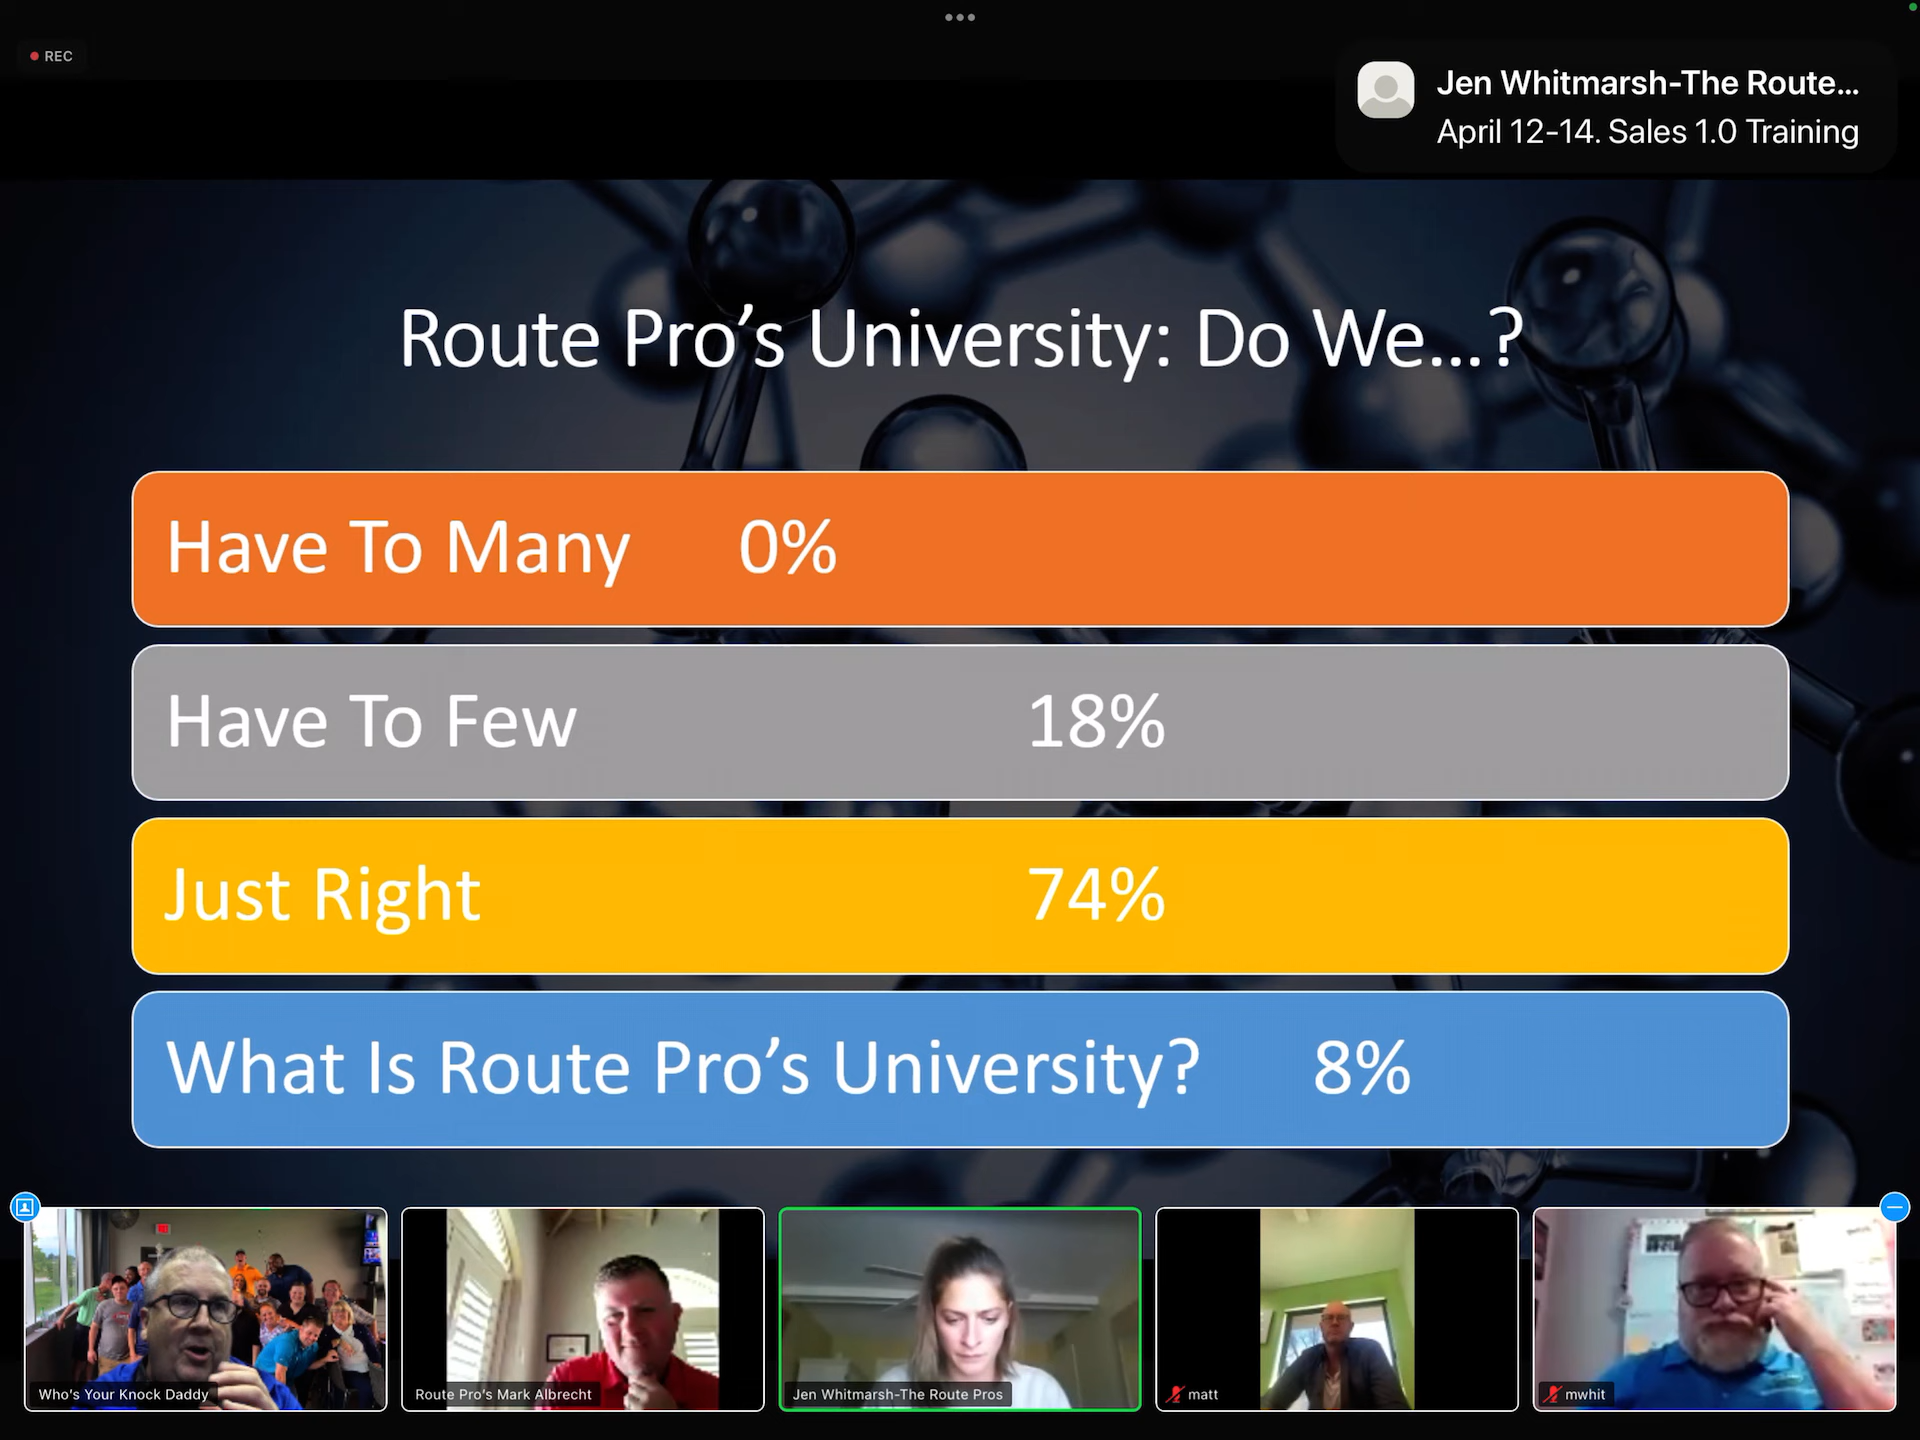 REC
Jen Whitmarsh-The Route...
April 12-14. Sales 1.0 Training
Route Pro's University: Do We...?
Have To Many 0%
Have To Few 18%
Just Right 74%
What Is Route Pro's University? 8%
Who's Your Knock Daddy
Route Pro's Mark Albrecht
Jen Whitmarsh-The Route Pros
matt
mwhit